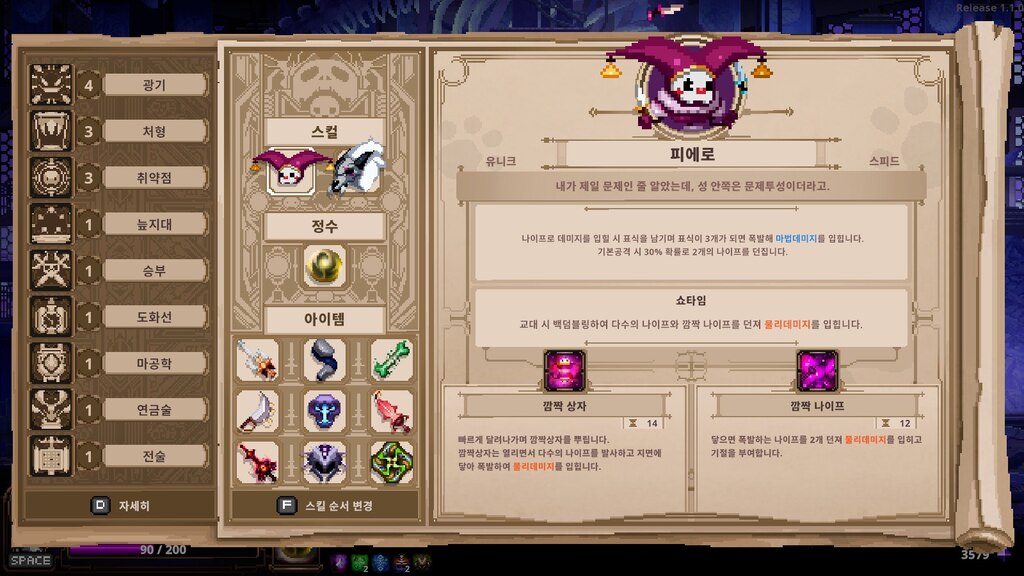 Release 1.1.0
4 광기
3 처형
3 취약점
1 늪지대
1 승부
1 도화선
1 마공학
1 연금술
1 전술
D 자세히
스컬
정수
아이템
F 스킬 순서 변경
피에로
유니크
스피드
내가 제일 문제인 줄 알았는데, 성 안쪽은 문제투성이더라고.
나이프로 데미지를 입힐 시 표식을 남기며 표식이 3개가 되면 폭발해 마법데미지를 입힙니다.
기본공격 시 30% 확률로 2개의 나이프를 던집니다.
쇼타임
교대 시 백덤블링하여 다수의 나이프와 깜짝 나이프를 던져 물리데미지를 입힙니다.
깜짝 상자
14
빠르게 달려나가며 깜짝상자를 뿌립니다.
깜짝상자는 열리면서 다수의 나이프를 발사하고 지면에
닿아 폭발하여 물리데미지를 입힙니다.
깜짝 나이프
12
닿으면 폭발하는 나이프를 2개 던져 물리데미지를 입히고
기절을 부여합니다.
SPACE
90 / 200
2
2
3579